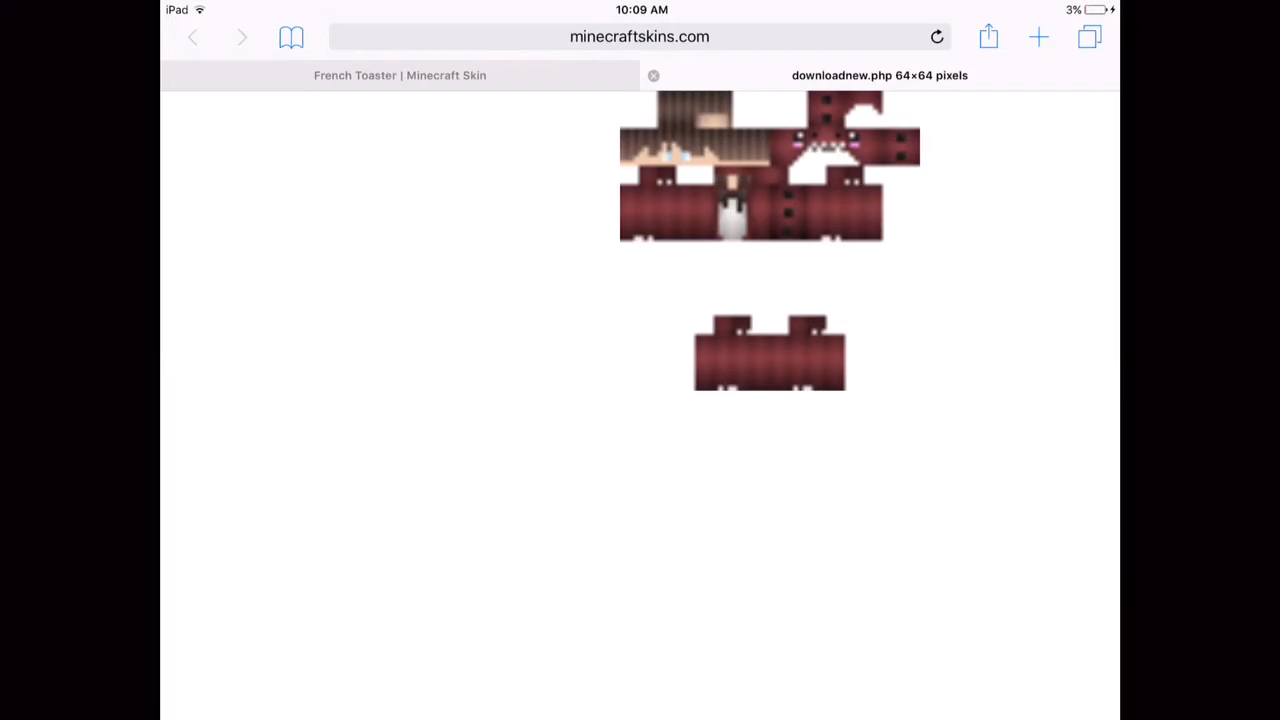 iPad 10:09 AM 3%
minecraftskins.com
French Toaster | Minecraft Skin downloadnew.php 64×64 pixels